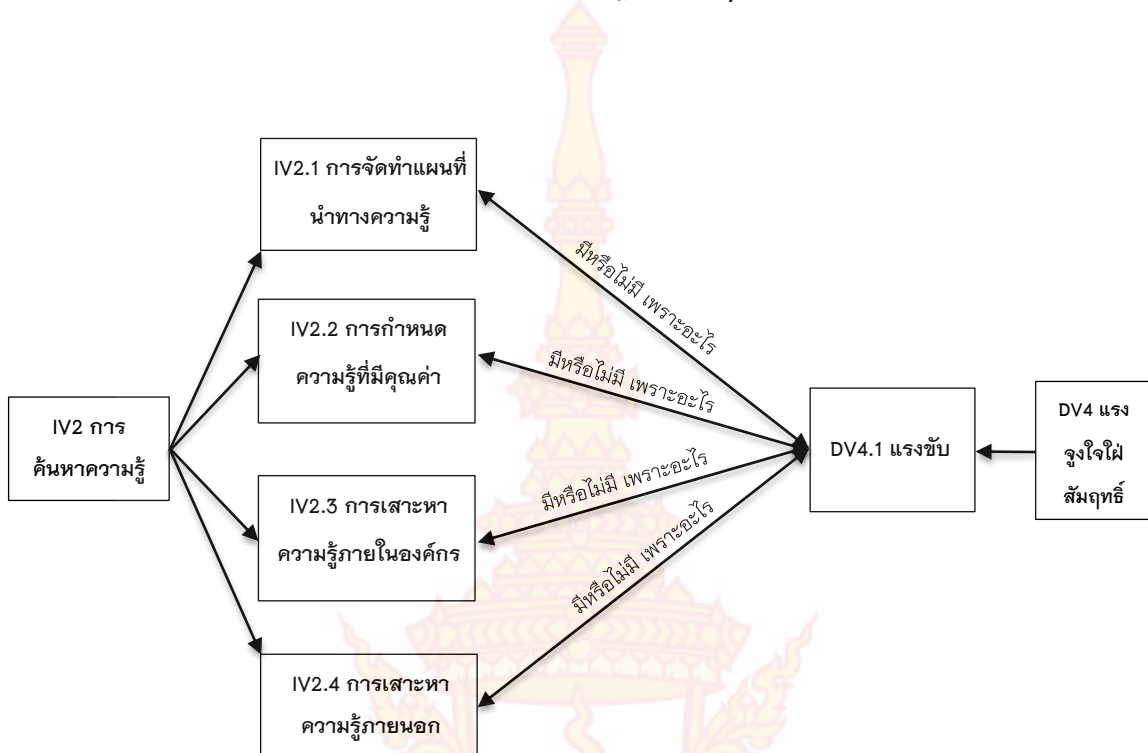 IV2.1 การจัดทำแผนที่
นำทางความรู้
มีหรือไม่มี เพราะอะไร
IV2.2 การกำหนด
ความรู้ที่มีคุณค่า
มีหรือไม่มี เพราะอะไร
IV2 การ
ค้นหาความรู้
DV4.1 แรงขับ
DV4 แรง
จูงใจใฝ่
สัมฤทธิ์
IV2.3 การเสาะหา
ความรู้ภายในองค์กร
มีหรือไม่มี เพราะอะไร
มีหรือไม่มี เพราะอะไร
IV2.4 การเสาะหา
ความรู้ภายนอก